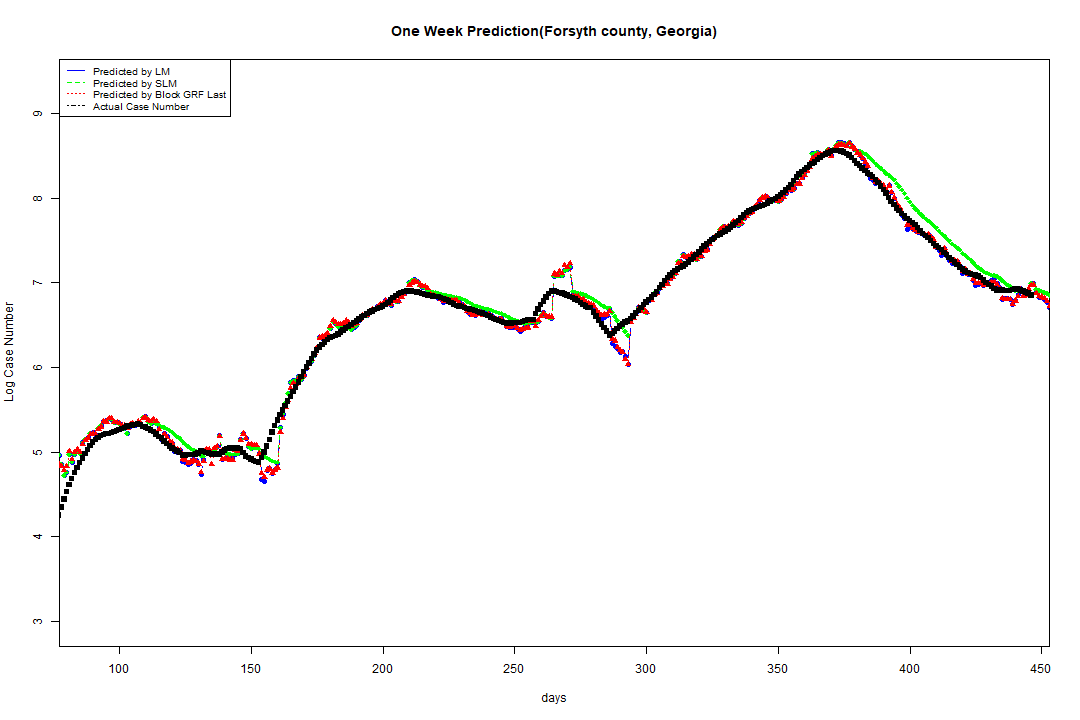 One Week Prediction(Forsyth county, Georgia)
Predicted by LM
Predicted by SLM
Predicted by Block GRF Last
Actual Case Number
9
8
7
6
5
4
3
Log Case Number
100 150 200 250 300 350 400 450
days